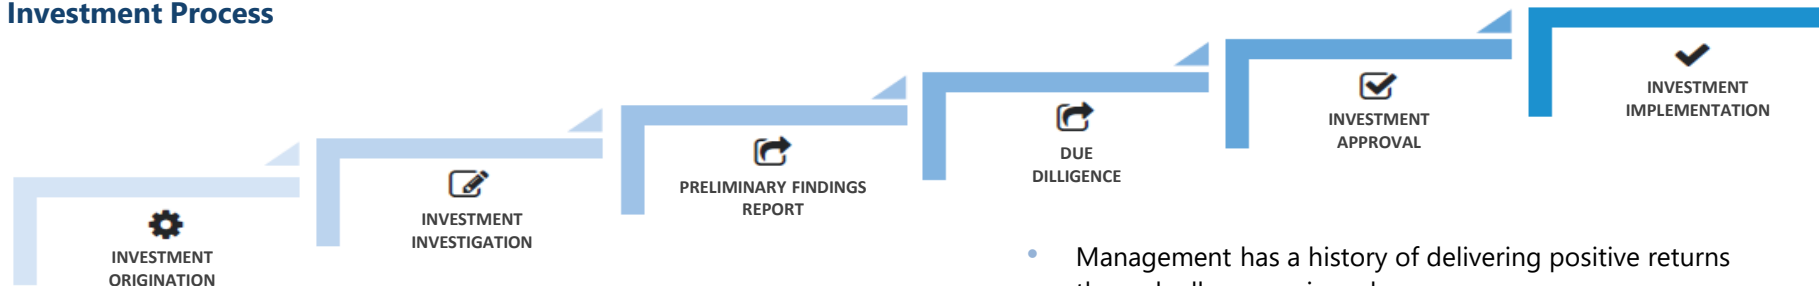 Investment Process
INVESTMENT
ORIGINATION
INVESTMENT
INVESTIGATION
PRELIMINARY FINDINGS
REPORT
DUE
DILLIGENCE
INVESTMENT
APPROVAL
INVESTMENT
IMPLEMENTATION
• Management has a history of delivering positive returns